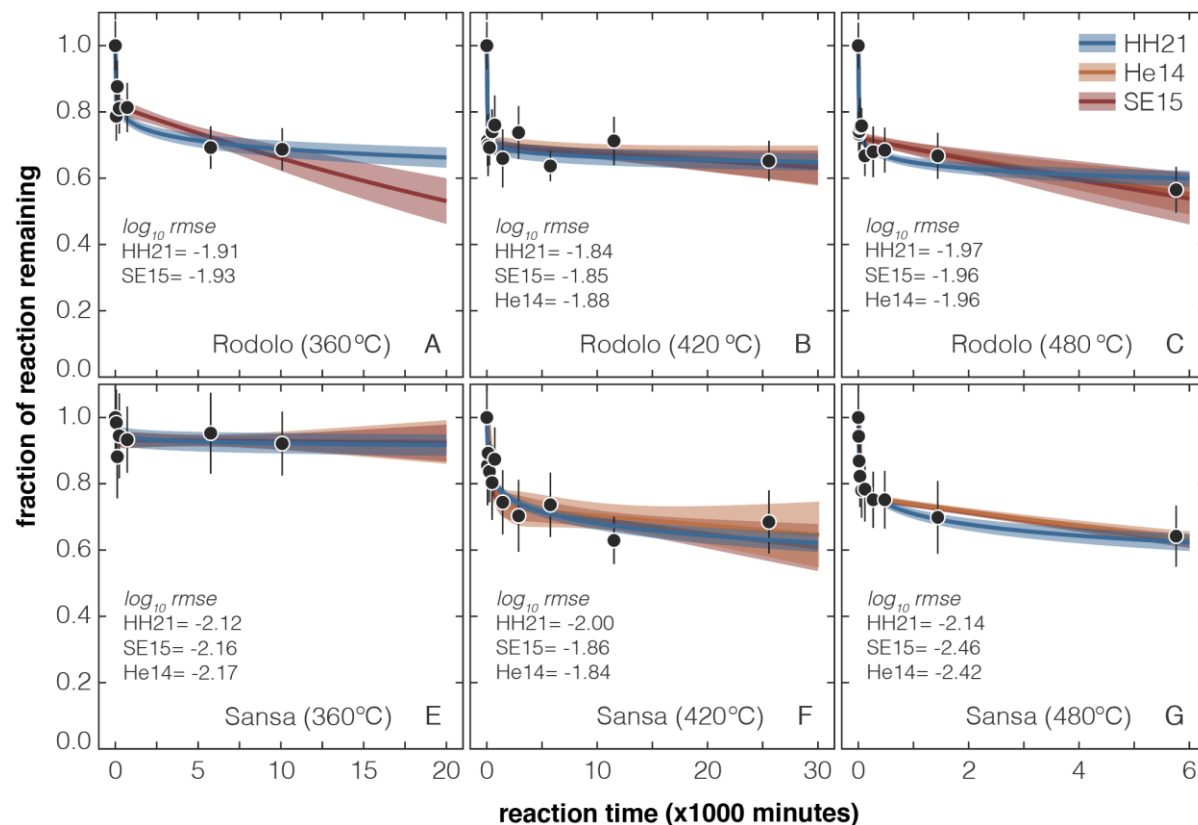 fraction of reaction remaining
1.0
0.8
0.6
0.4
0.2
0.0
log10 rmse
HH21= -1.91
SE15= -1.93
Rodolo (360°C) A
log10 rmse
HH21= -1.84
SE15= -1.85
He14= -1.88
Rodolo (420 °C) B
HH21
He14
SE15
log10 rmse
HH21= -1.97
SE15= -1.96
He14= -1.96
Rodolo (480 °C) C
1.0
0.8
0.6
0.4
0.2
0.0
log10 rmse
HH21= -2.12
SE15= -2.16
He14= -2.17
Sansa (360°C) E
0 5 10 15 20
log10 rmse
HH21= -2.00
SE15= -1.86
He14= -1.84
Sansa (420°C) F
0 10 20 30
log10 rmse
HH21= -2.14
SE15= -2.46
He14= -2.42
Sansa (480°C) G
0 2 4 6
reaction time (x1000 minutes)